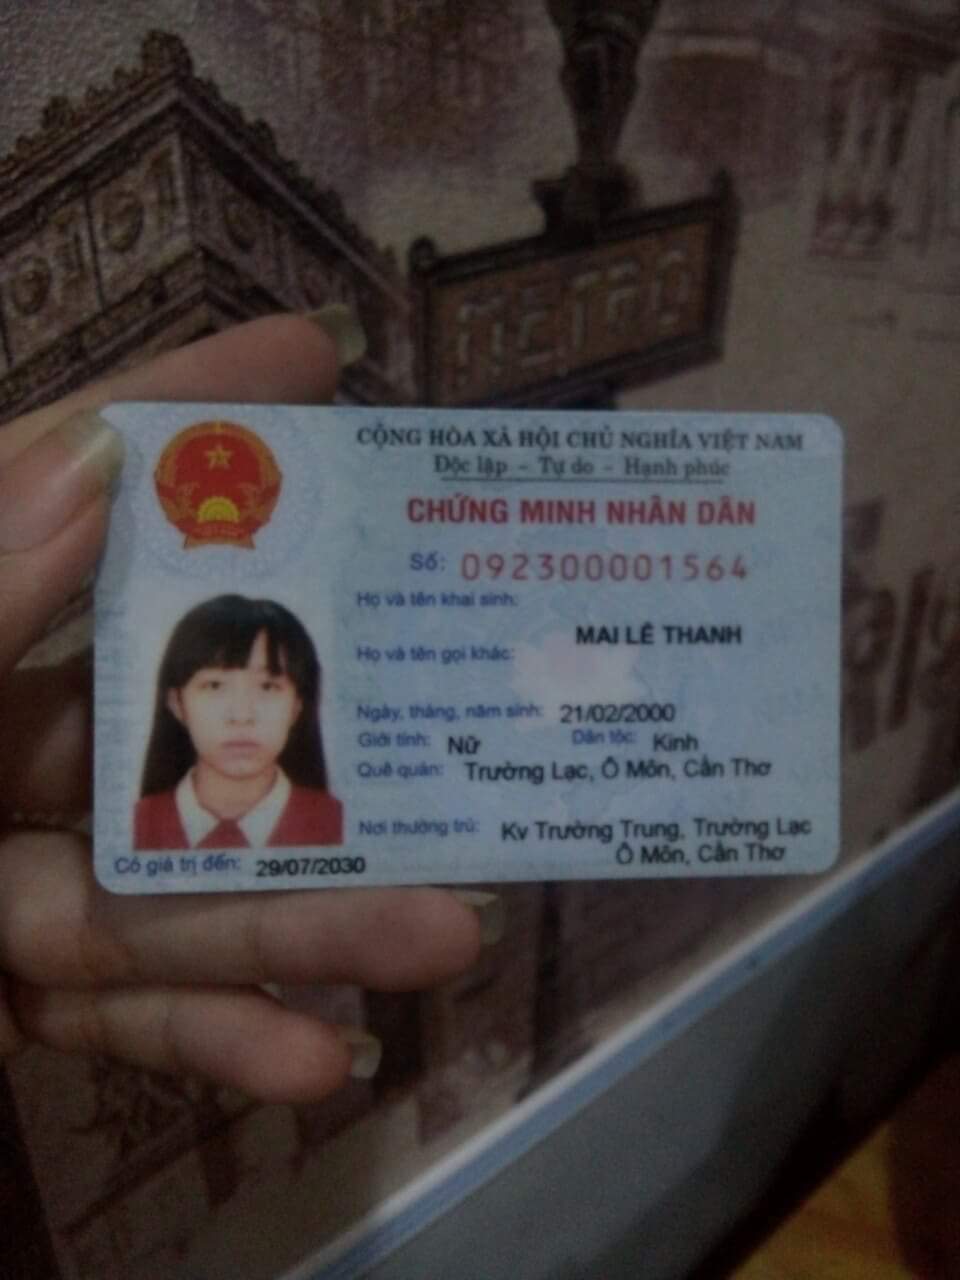 METRO
CỘNG HÒA XÃ HỘI CHỦ NGHĨA VIỆT NAM
Độc lập - Tự do - Hạnh phúc
CHỨNG MINH NHÂN DÂN
Số: 092300001564
Họ và tên khai sinh:
MAI LÊ THANH
Họ và tên gọi khác:
Ngày, tháng, năm sinh: 21/02/2000
Giới tính: Nữ Dân tộc: Kinh
Quê quán: Trường Lạc, Ô Môn, Cần Thơ
Nơi thường trú: Kv Trường Trung, Trường Lạc
Ô Môn, Cần Thơ
Có giá trị đến: 29/07/2030